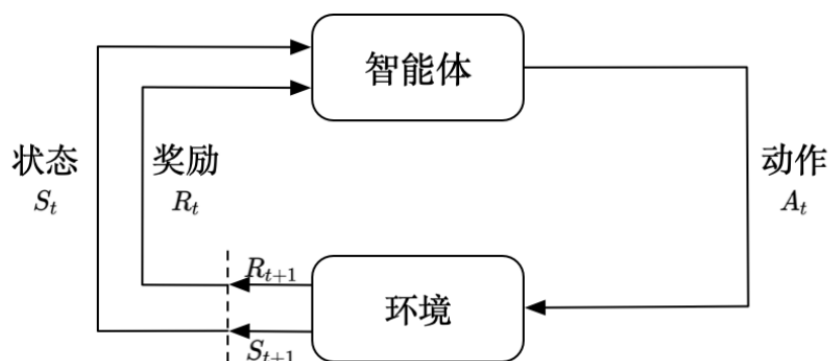 智能体
状态
S_t
奖励
R_t
动作
A_t
R_{t+1}
环境
S_{t+1}